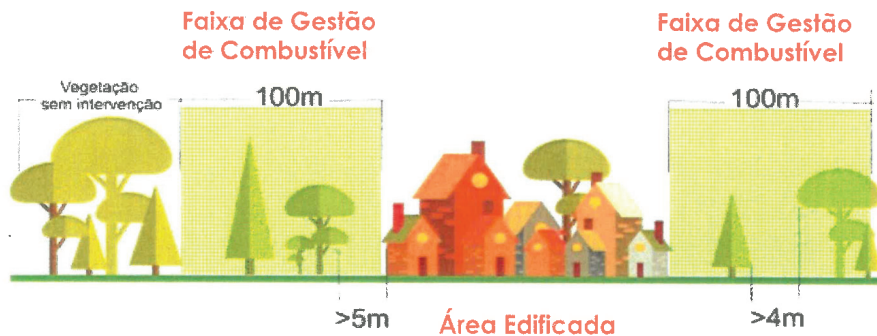 Faixa de Gestão
de Combustível
Faixa de Gestão
de Combustível
Vegetação
sem intervenção
100m
100m
>5m
Área Edificada
>4m